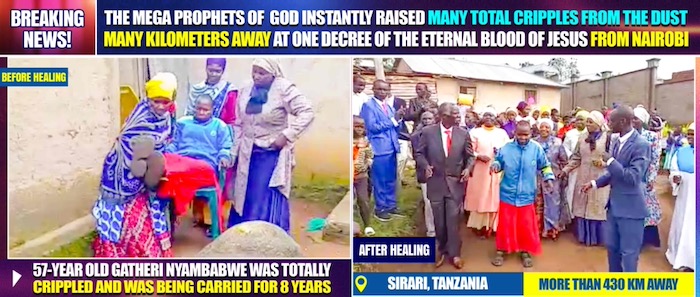 BREAKING NEWS!
THE MEGA PROPHETS OF GOD INSTANTLY RAISED MANY TOTAL CRIPPLES FROM THE DUST
MANY KILOMETERS AWAY AT ONE DECREE OF THE ETERNAL BLOOD OF JESUS FROM NAIROBI
BEFORE HEALING
57-YEAR OLD GATHERI NYAMBABWE WAS TOTALLY
CRIPPLED AND WAS BEING CARRIED FOR 8 YEARS
AFTER HEALING
SIRARI, TANZANIA
MORE THAN 430 KM AWAY